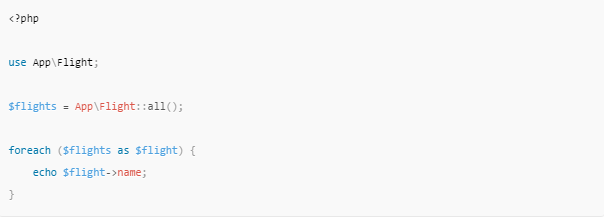 <?php
use App\Flight;
$flights = App\Flight::all();
foreach ($flights as $flight) {
    echo $flight->name;
}